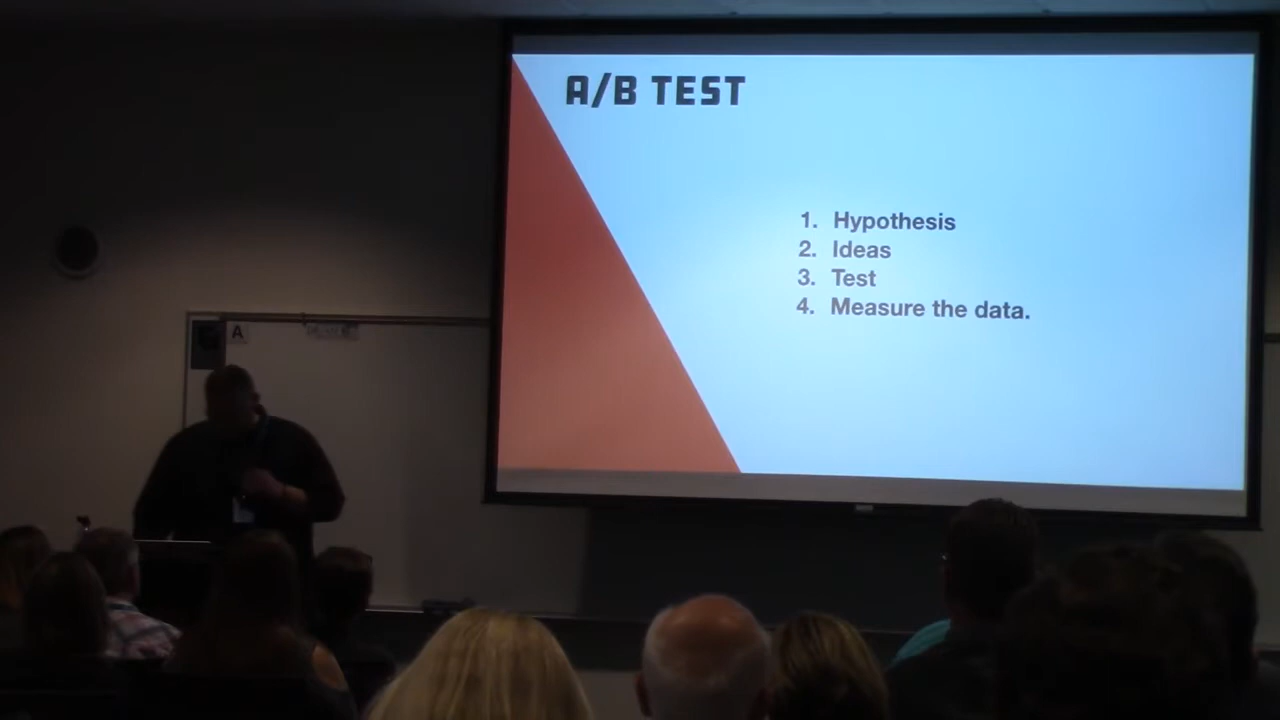 A/B TEST
1. Hypothesis
2. Ideas
3. Test
4. Measure the data.
A